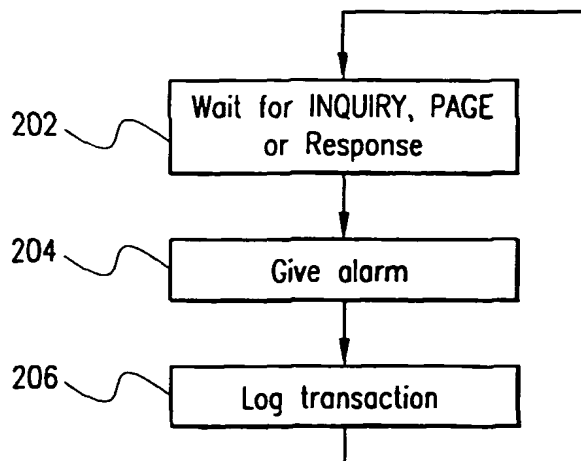 202
Wait for INQUIRY, PAGE
or Response
204
Give alarm
206
Log transaction